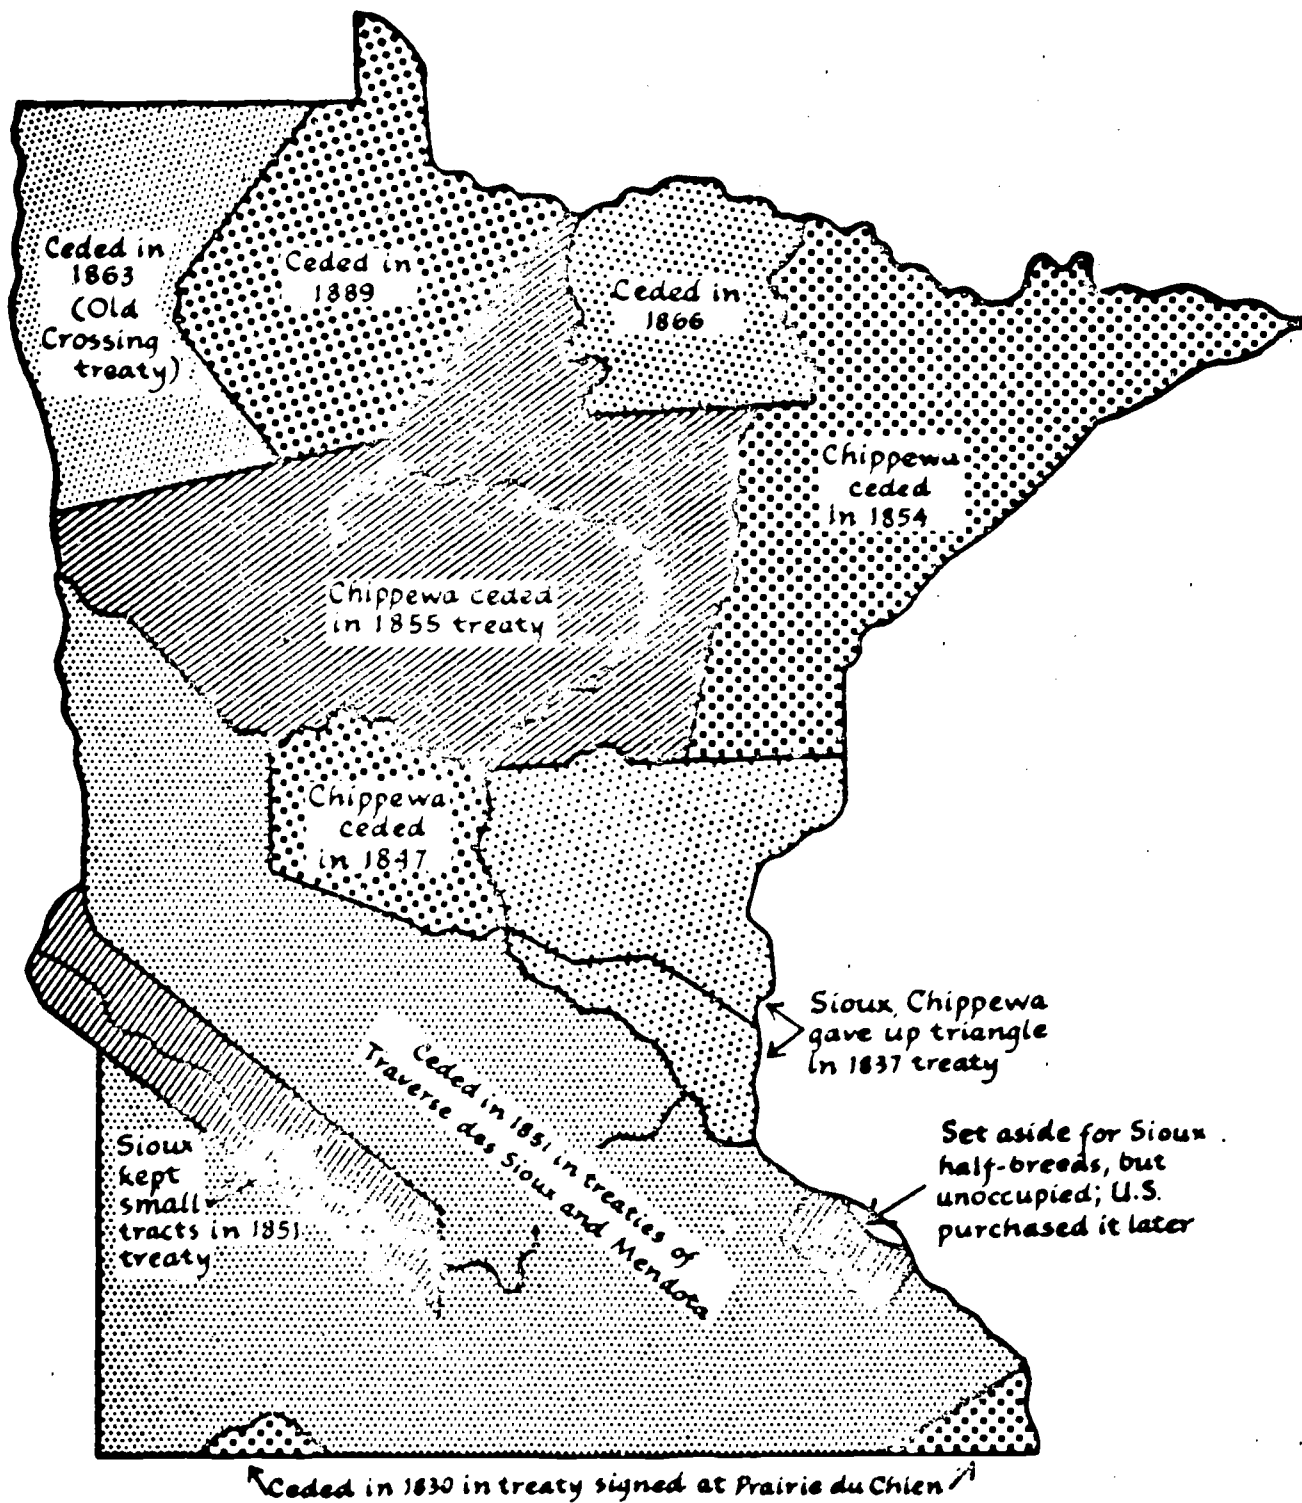 Ceded in
1863
(Old
Crossing
treaty)
Ceded in
1889
Ceded in
1866
Chippewa
ceded
in 1854
Chippewa ceded
in 1855 treaty
Chippewa
ceded
in 1847
Sioux, Chippewa
gave up triangle
in 1837 treaty
Ceded in 1851 in treaties of
Traverse des Sioux and Mendota
Set aside for Sioux
half-breeds, but
unoccupied; U.S.
purchased it later
Sioux
kept
small
tracts in 1851
treaty
Ceded in 1830 in treaty signed at Prairie du Chien